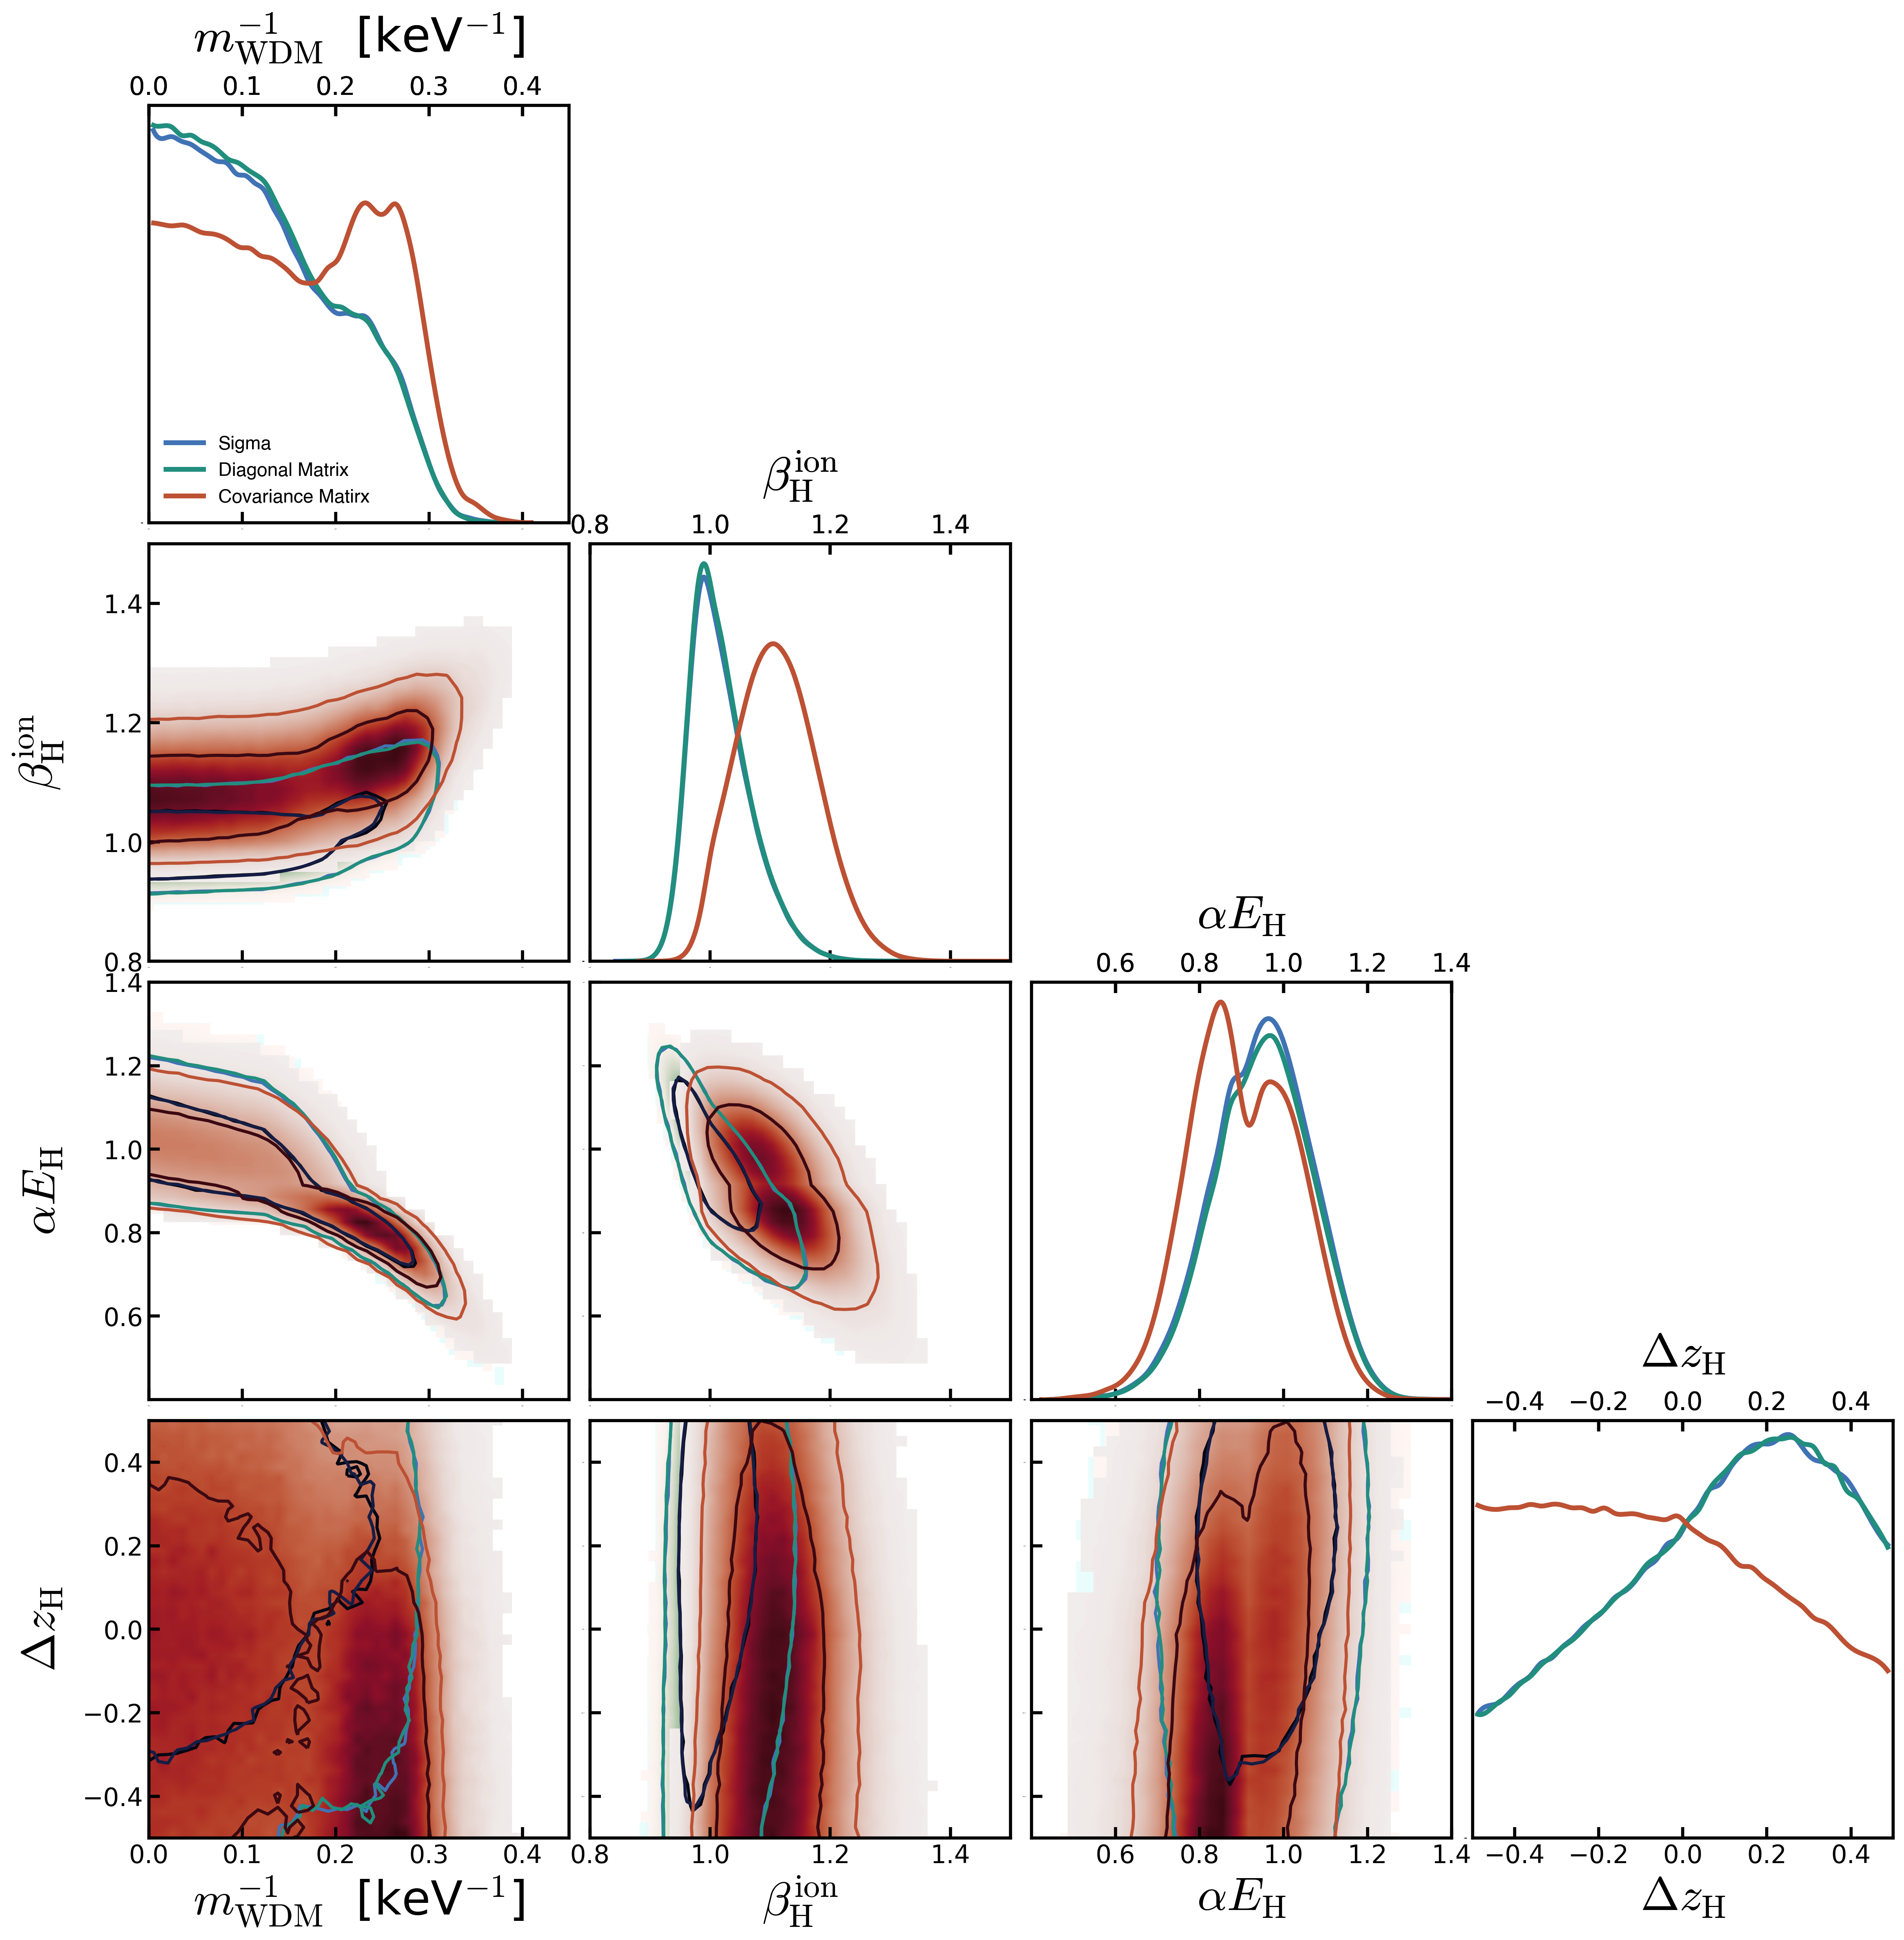 m_WDM^−1 [keV^−1]
0.0 0.1 0.2 0.3 0.4
Sigma
Diagonal Matrix
Covariance Matirx
β_H^ion
0.8 1.0 1.2 1.4
β_H^ion
1.4
1.2
1.0
0.8
αE_H
0.6 0.8 1.0 1.2 1.4
αE_H
1.4
1.2
1.0
0.8
0.6
Δz_H
−0.4 −0.2 0.0 0.2 0.4
Δz_H
0.4
0.2
0.0
−0.2
−0.4
0.0 0.1 0.2 0.3 0.4
0.8 1.0 1.2 1.4
0.6 0.8 1.0 1.2 1.4
−0.4 −0.2 0.0 0.2 0.4
m_WDM^−1 [keV^−1]
β_H^ion
αE_H
Δz_H